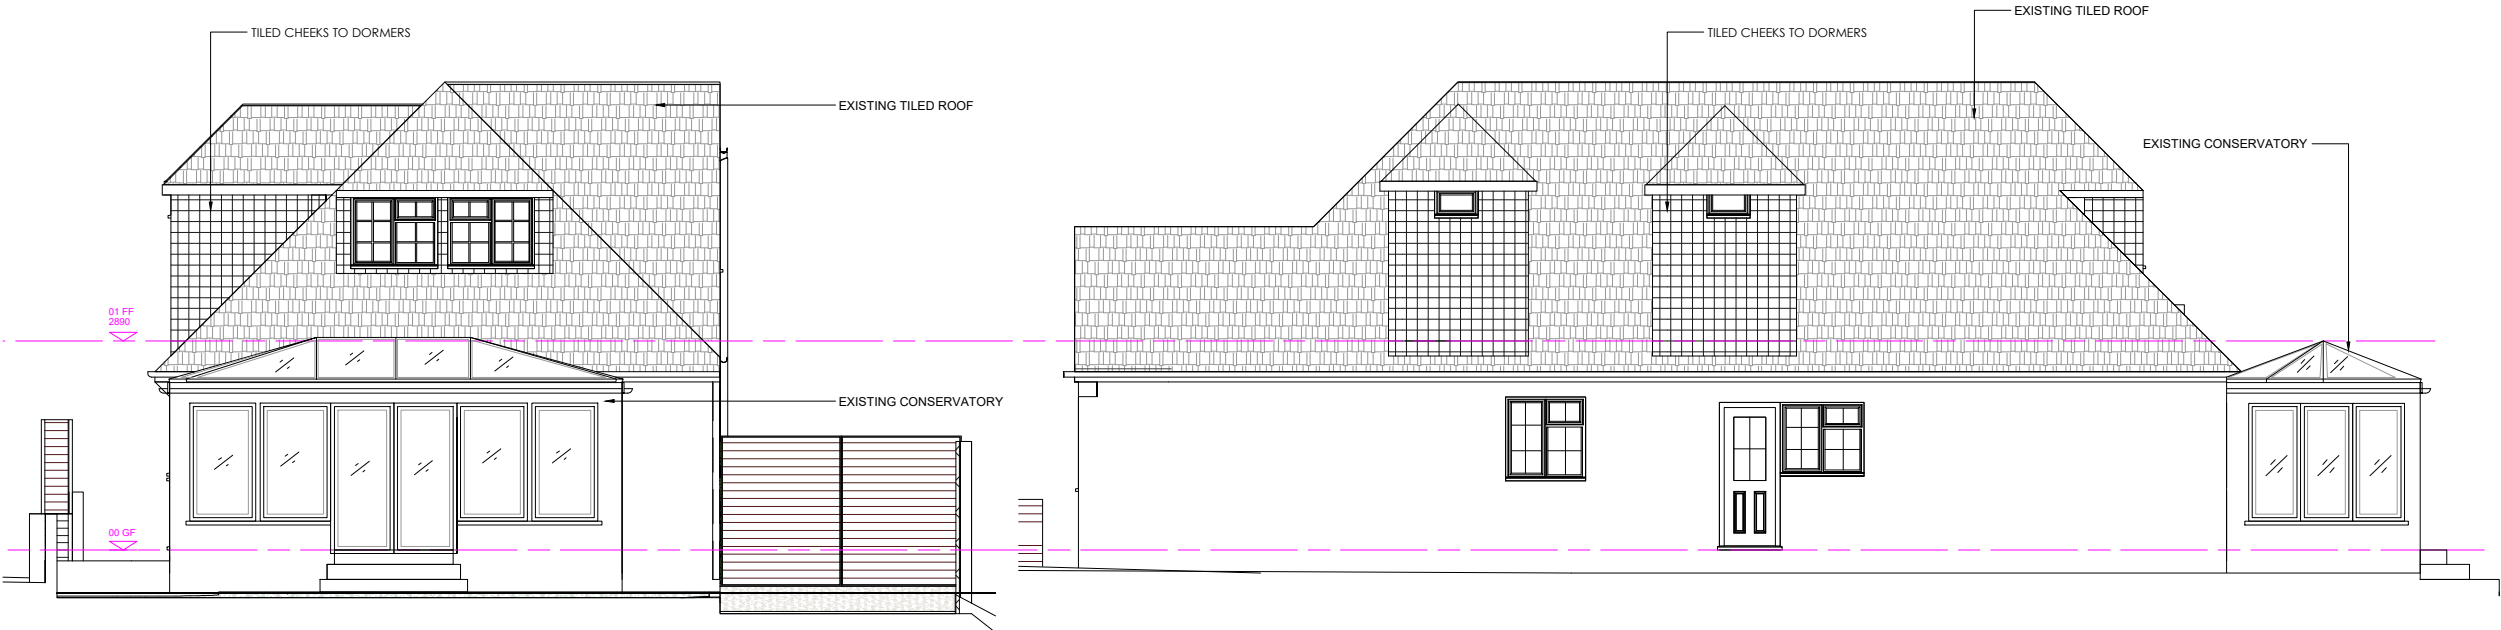 TILED CHEEKS TO DORMERS
EXISTING TILED ROOF
01 FF
2890
EXISTING CONSERVATORY
00 GF
EXISTING TILED ROOF
TILED CHEEKS TO DORMERS
EXISTING CONSERVATORY